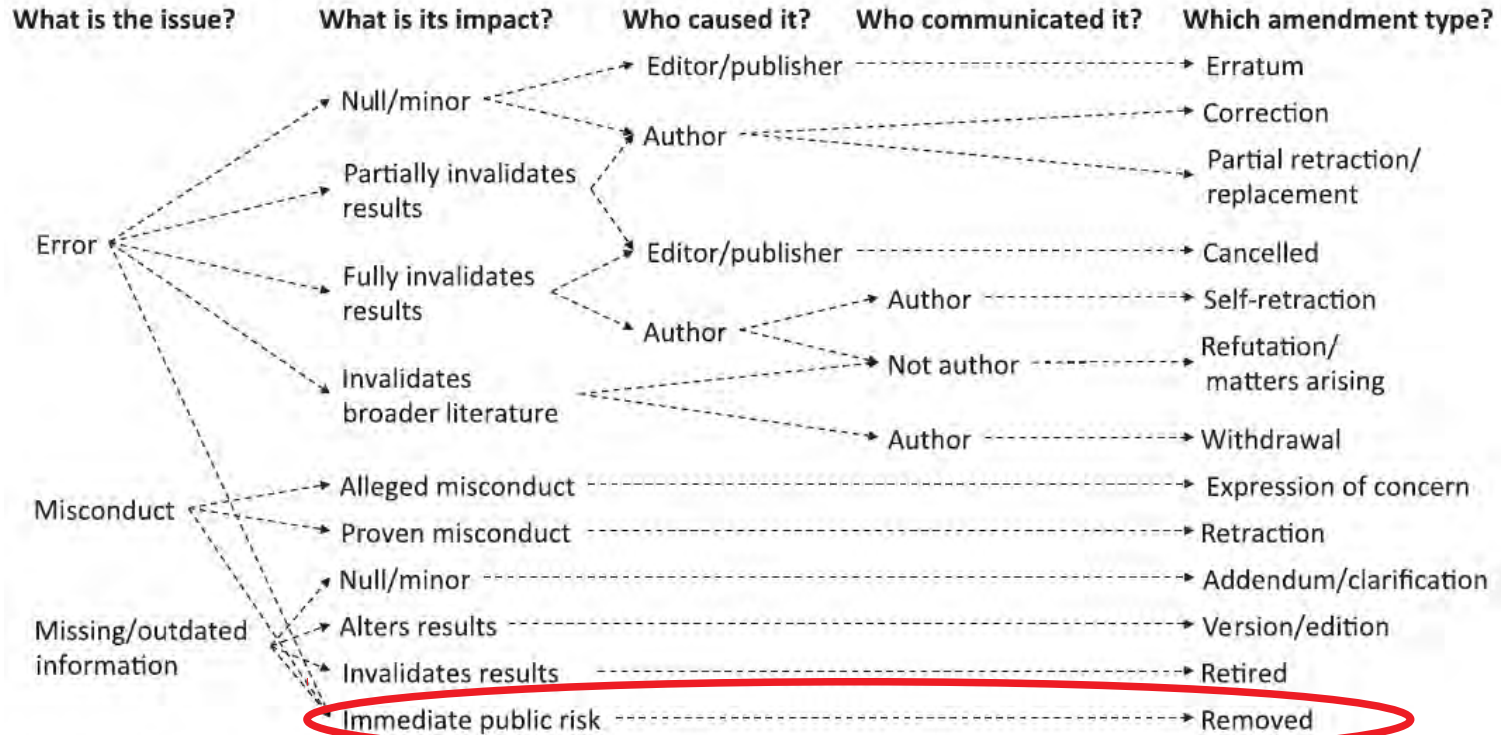 What is the issue? What is its impact? Who caused it? Who communicated it? Which amendment type?
Editor/publisher Erratum
Null/minor
Author Correction
Partially invalidates
results
Partial retraction/
replacement
Error
Editor/publisher Cancelled
Fully invalidates
results
Author Self-retraction
Author
Not author
Refutation/
matters arising
Invalidates
broader literature
Author Withdrawal
Misconduct
Alleged misconduct Expression of concern
Proven misconduct Retraction
Null/minor Addendum/clarification
Missing/outdated
information
Alters results Version/edition
Invalidates results Retired
Immediate public risk Removed